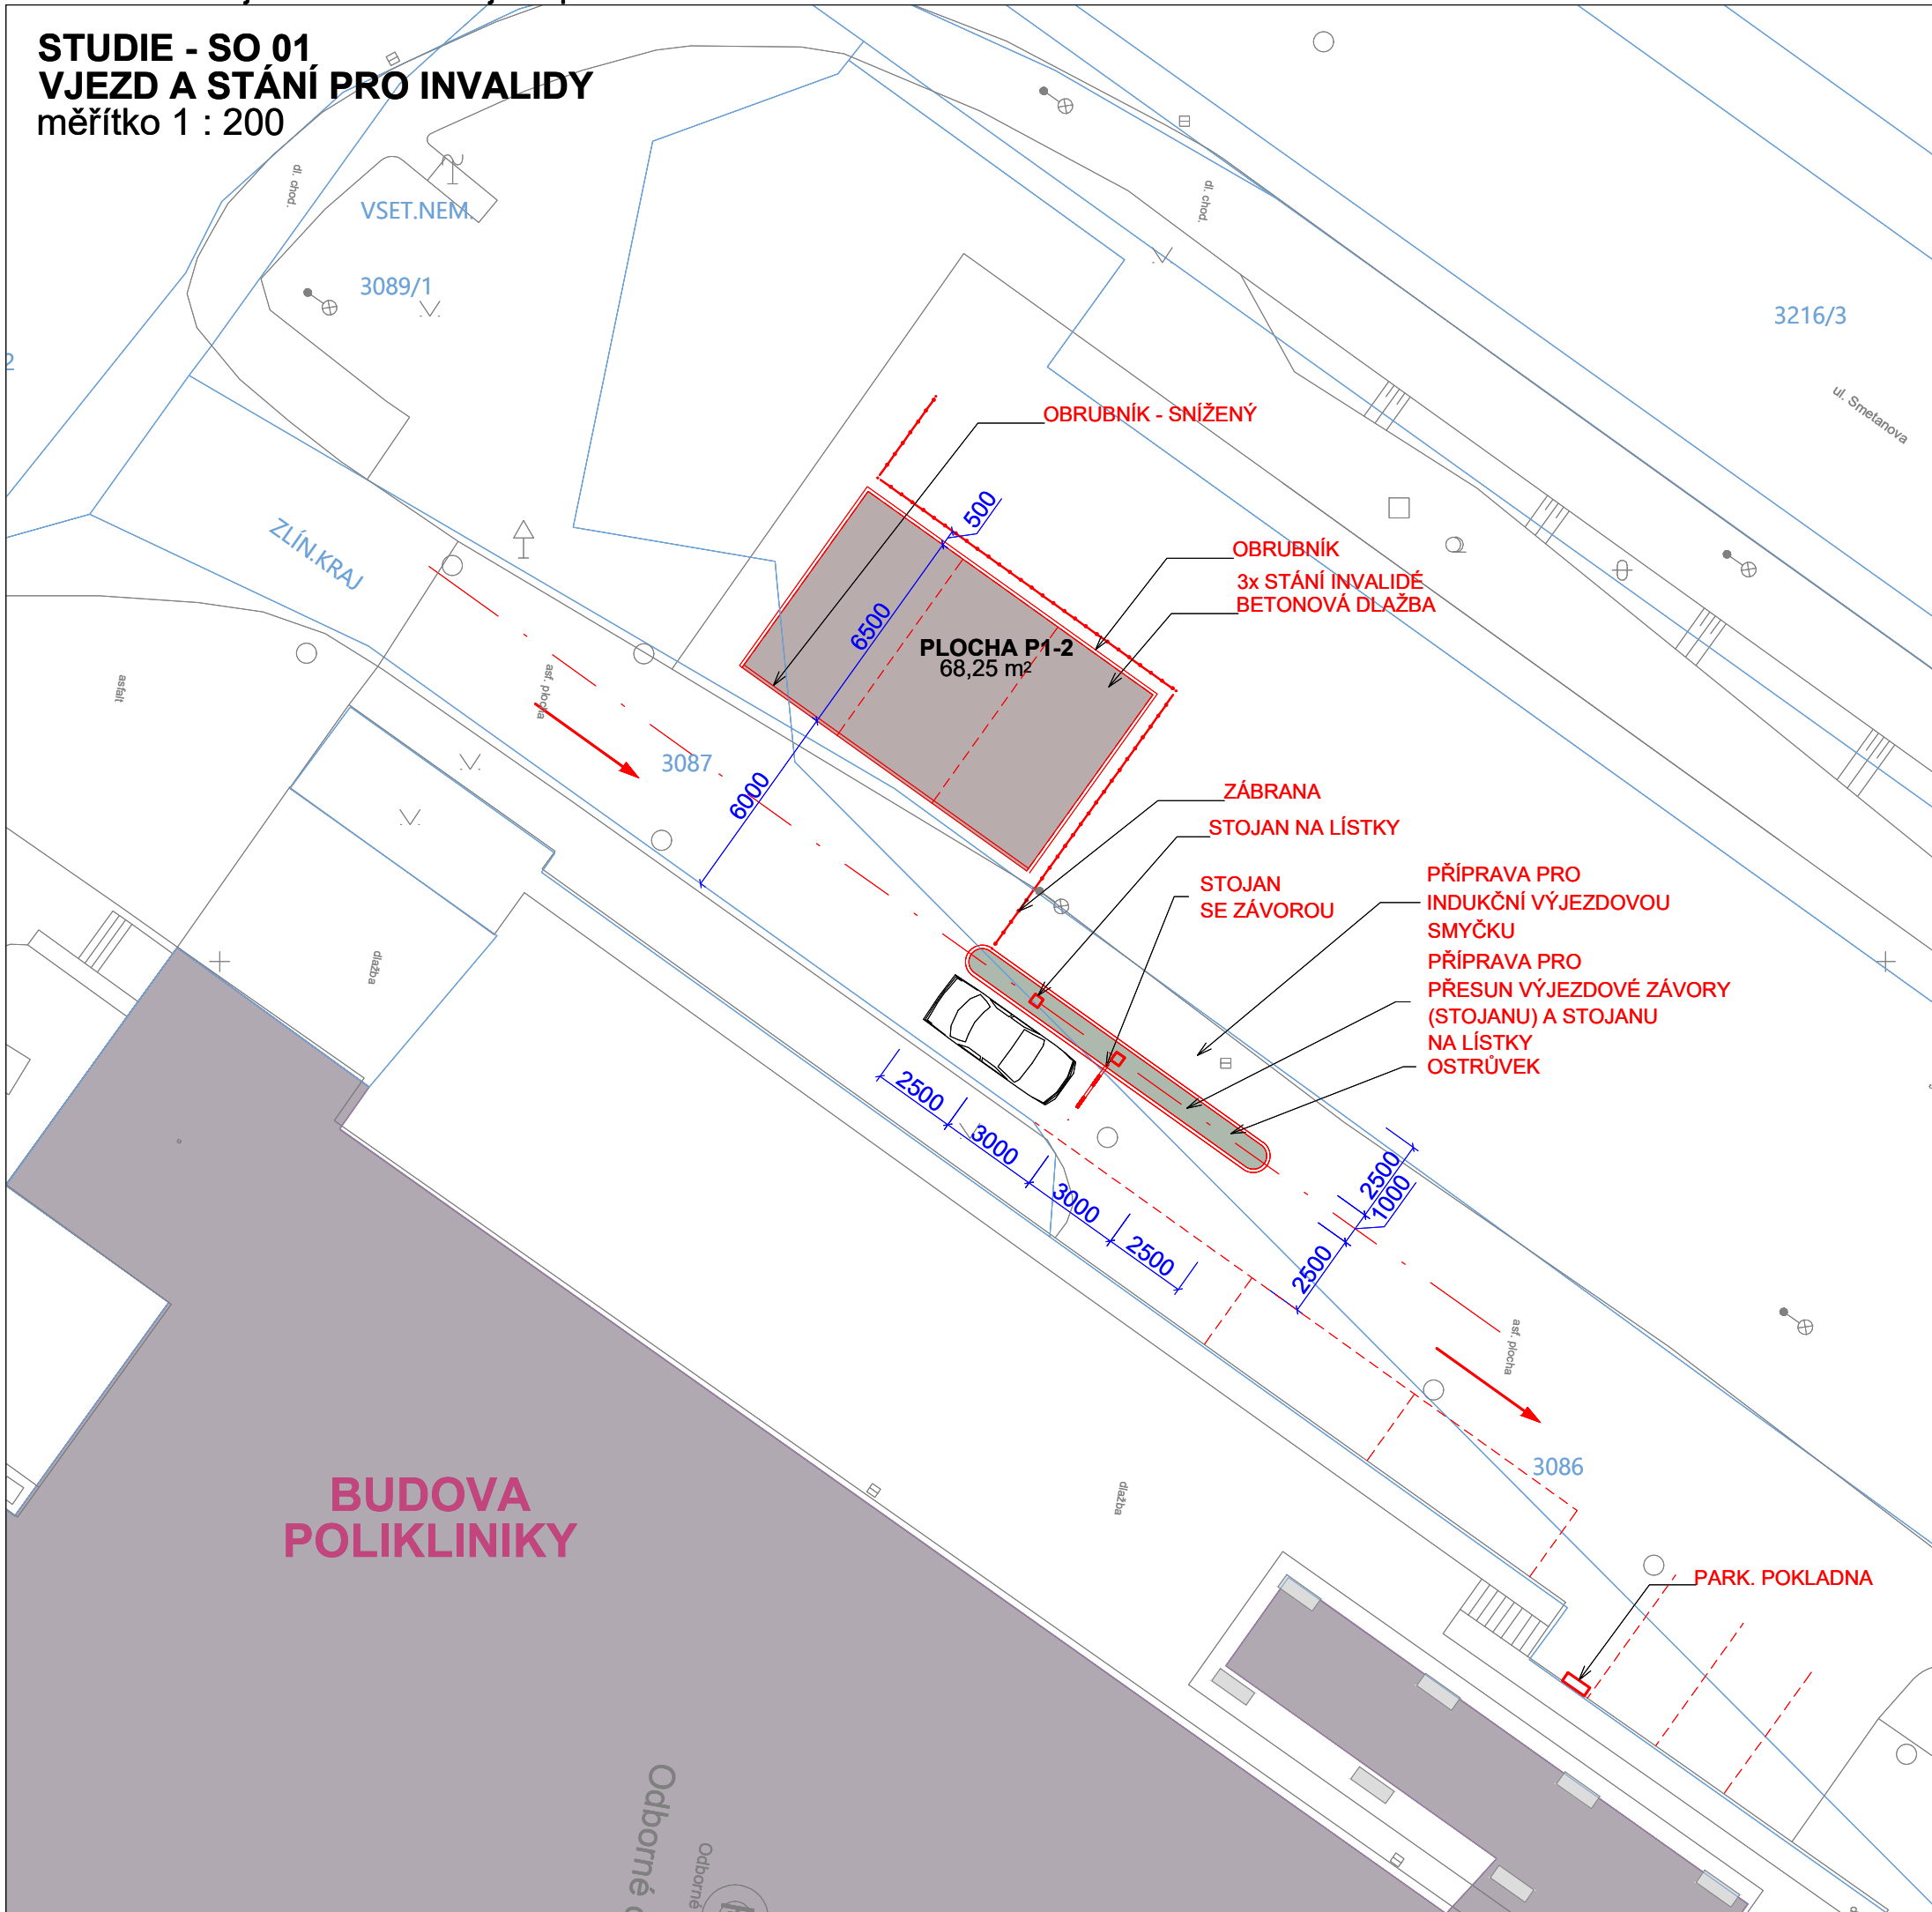 STUDIE - SO 01
VJEZD A STÁNÍ PRO INVALIDY
měřítko 1 : 200
dl. chod.
VSET.NEM.
3089/1
dl. chod.
3216/3
ul. Smetanova
2
OBRUBNÍK - SNÍŽENÝ
500
ZLÍN.KRAJ
OBRUBNÍK
3x STÁNÍ INVALIDÉ
BETONOVÁ DLAŽBA
6500
PLOCHA P1-2
68,25 m²
asfalt
asf. plocha
3087
6000
ZÁBRANA
STOJAN NA LÍSTKY
STOJAN
SE ZÁVOROU
PŘÍPRAVA PRO
INDUKČNÍ VÝJEZDOVOU
SMYČKU
PŘÍPRAVA PRO
PŘESUN VÝJEZDOVÉ ZÁVORY
(STOJANU) A STOJANU
NA LÍSTKY
OSTRŮVEK
dlažba
2500
3000
3000
2500
2500
1000
2500
asf. plocha
3086
BUDOVA
POLIKLINIKY
dlažba
PARK. POKLADNA
Odborné
Odborné